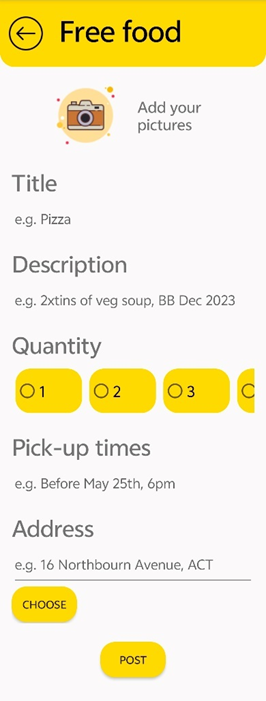 Free food
Add your
pictures
Title
e.g. Pizza
Description
e.g. 2xtins of veg soup, BB Dec 2023
Quantity
1 2 3
Pick-up times
e.g. Before May 25th, 6pm
Address
e.g. 16 Northbourn Avenue, ACT
CHOOSE
POST